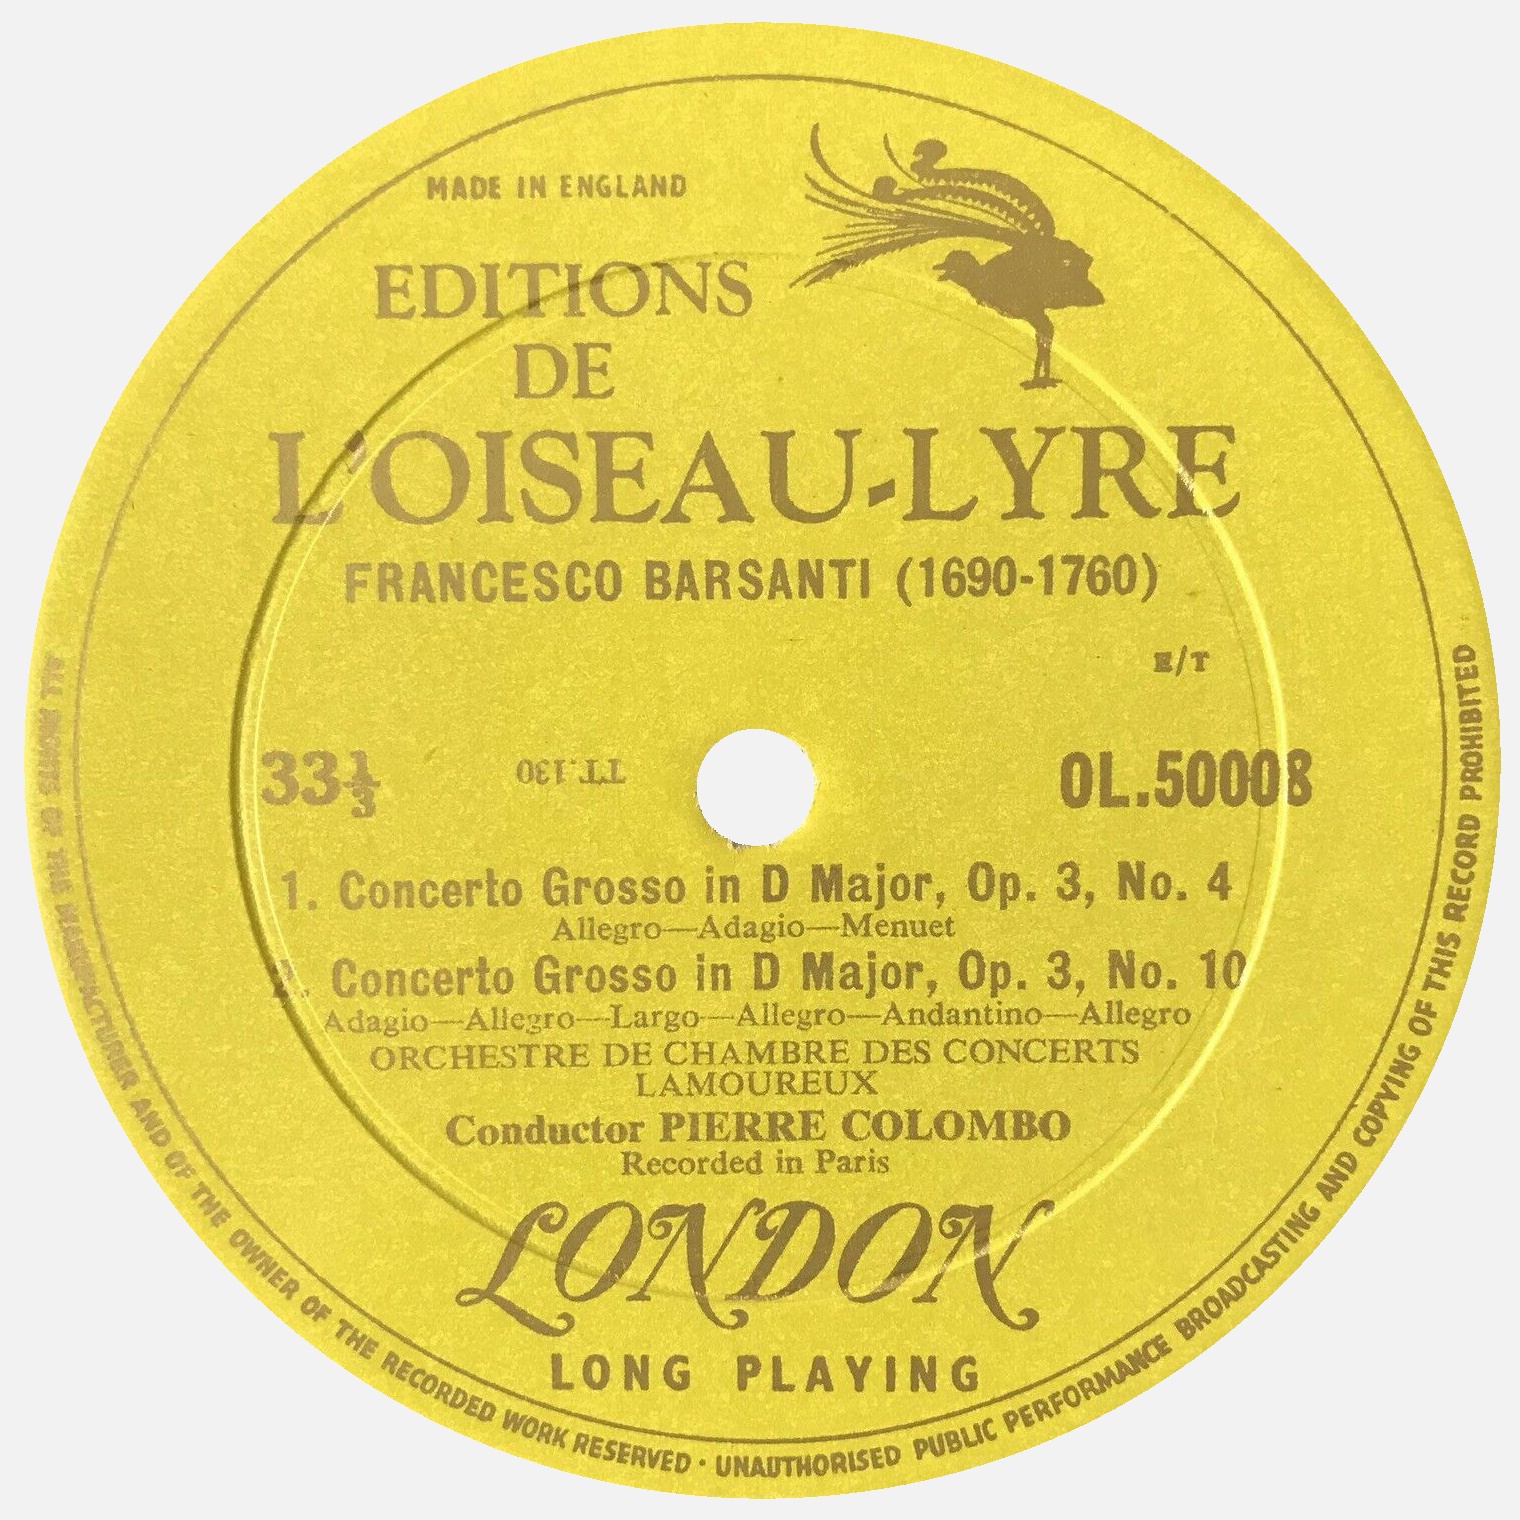 MADE IN ENGLAND
EDITIONS
DE
L'OISEAU-LYRE
FRANCESCO BARSANTI (1690-1760)
E/T
33⅓
TT.130
OL.50008
1. Concerto Grosso in D Major, Op. 3, No. 4
Allegro—Adagio—Menuet
2. Concerto Grosso in D Major, Op. 3, No. 10
Adagio—Allegro—Largo—Allegro—Andantino—Allegro
ORCHESTRE DE CHAMBRE DES CONCERTS
LAMOUREUX
Conductor PIERRE COLOMBO
Recorded in Paris
LONDON
LONG PLAYING
ALL RIGHTS OF THE MANUFACTURER AND OF THE OWNER OF THE RECORDED WORK RESERVED · UNAUTHORISED PUBLIC PERFORMANCE BROADCASTING AND COPYING OF THIS RECORD PROHIBITED